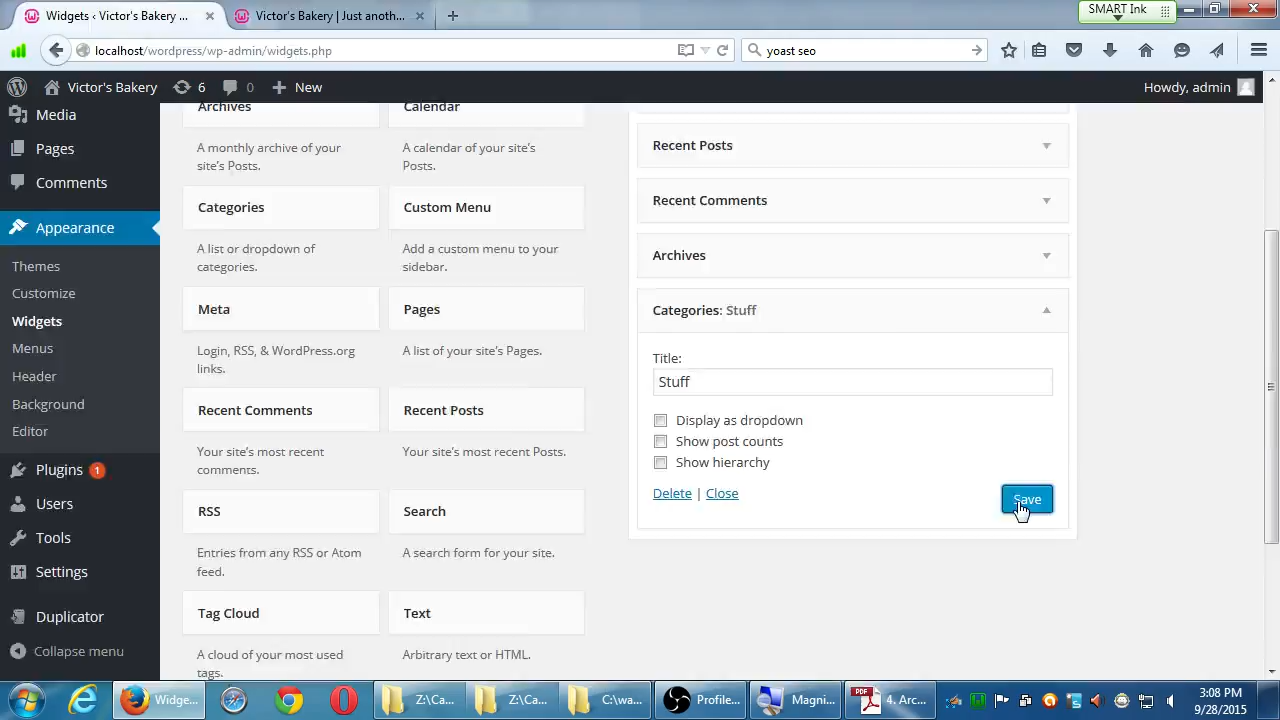 Widgets ‹ Victor's Bakery ...
Victor's Bakery | Just anoth...
SMART Ink
localhost/wordpress/wp-admin/widgets.php
yoast seo
Victor's Bakery
6
0
New
Howdy, admin
Media
Pages
Comments
Appearance
Themes
Customize
Widgets
Menus
Header
Background
Editor
Plugins 1
Users
Tools
Settings
Duplicator
Collapse menu
Archives
A monthly archive of your
site's Posts.
Calendar
A calendar of your site's
Posts.
Categories
A list or dropdown of
categories.
Custom Menu
Add a custom menu to your
sidebar.
Meta
Login, RSS, & WordPress.org
links.
Pages
A list of your site's Pages.
Recent Comments
Your site's most recent
comments.
Recent Posts
Your site's most recent Posts.
RSS
Entries from any RSS or Atom
feed.
Search
A search form for your site.
Tag Cloud
A cloud of your most used
tags.
Text
Arbitrary text or HTML.
Recent Posts
Recent Comments
Archives
Categories: Stuff
Title:
Stuff
Display as dropdown
Show post counts
Show hierarchy
Delete | Close
Save
Widge...
Z:\Ca...
Z:\Ca...
C:\wa...
Profile...
Magni...
PDF
4. Arc...
3:08 PM
9/28/2015